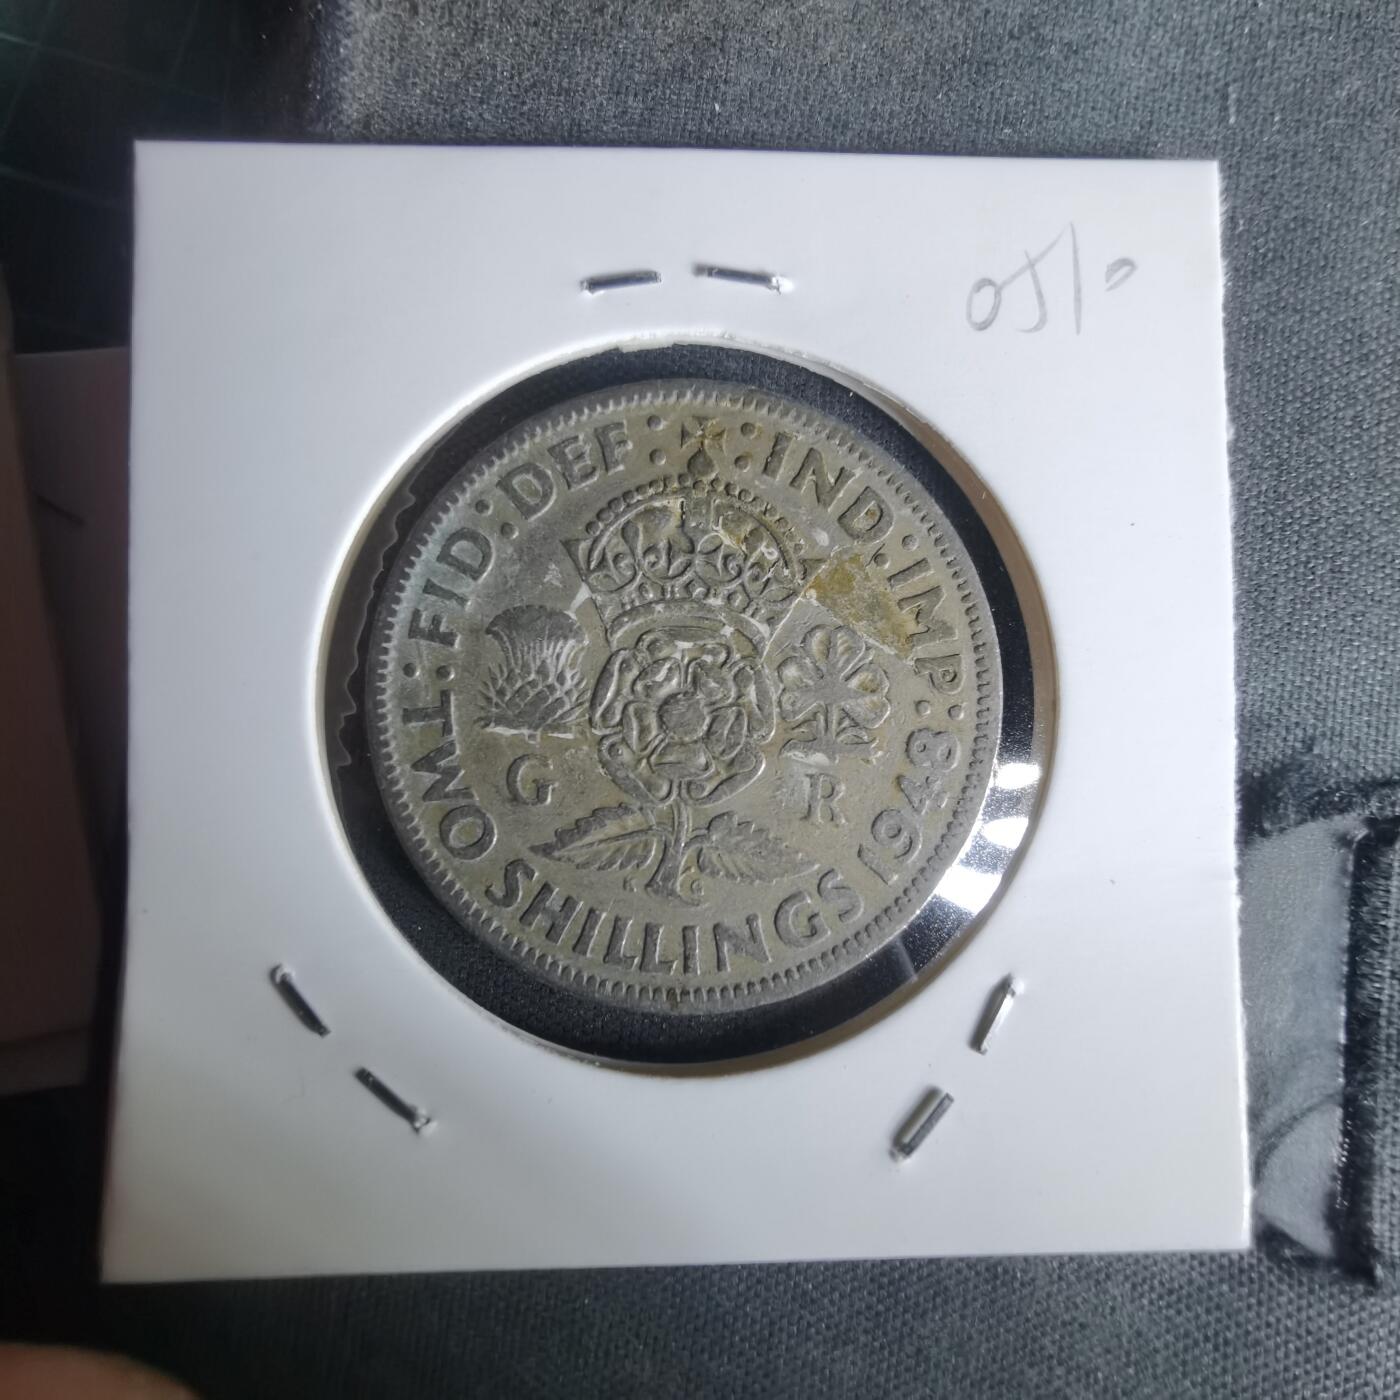 FID:DEF:IND:IMP:1948
TWO SHILLINGS
G R
K G